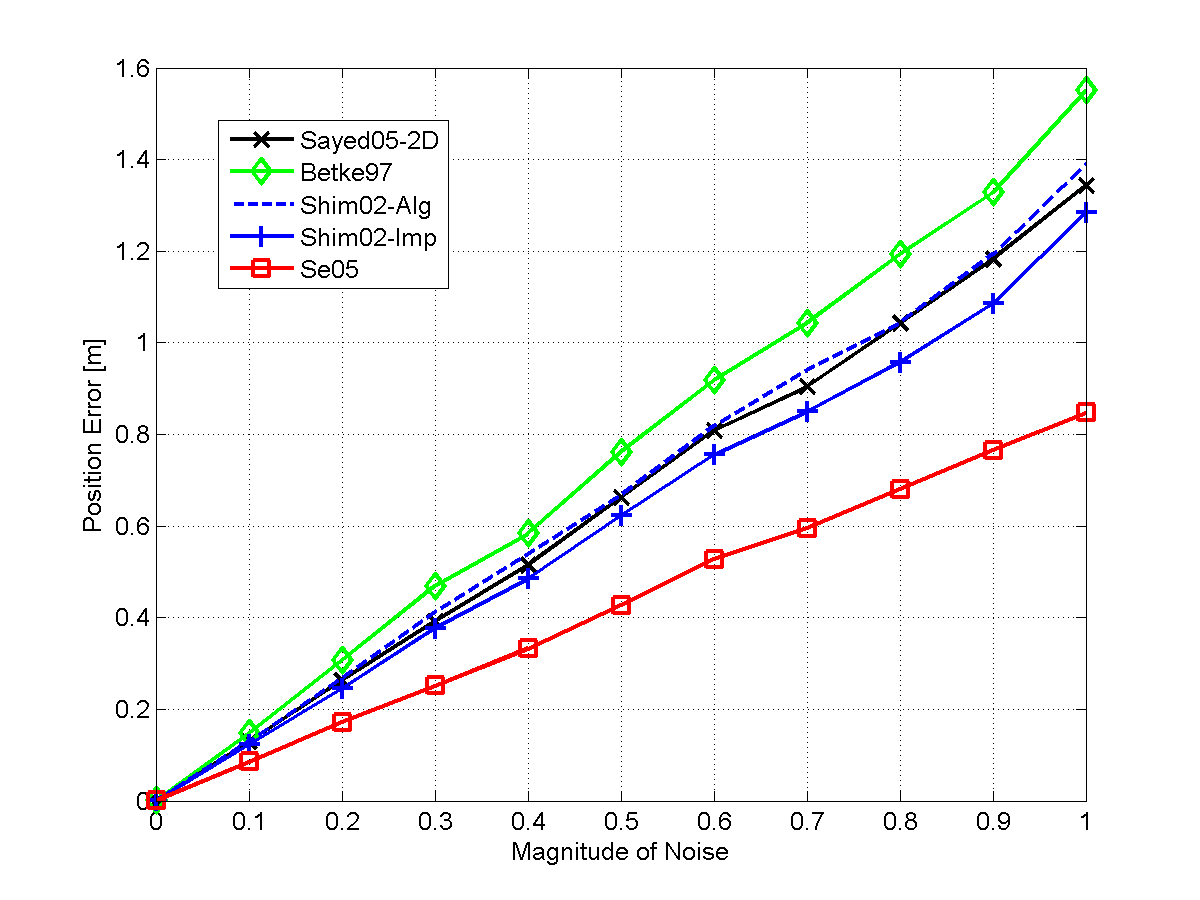 1.6
1.4
1.2
1
0.8
0.6
0.4
0.2
0
Position Error [m]
Sayed05-2D
Betke97
Shim02-Alg
Shim02-Imp
Se05
0 0.1 0.2 0.3 0.4 0.5 0.6 0.7 0.8 0.9 1
Magnitude of Noise